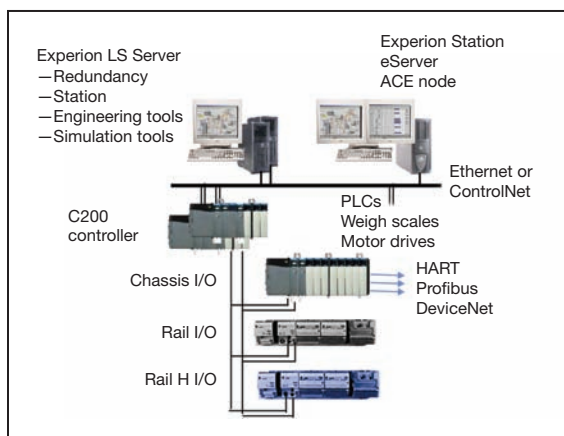 Experion LS Server
—Redundancy
—Station
—Engineering tools
—Simulation tools
Experion Station
eServer
ACE node
Ethernet or
ControlNet
PLCs
Weigh scales
Motor drives
C200
controller
Chassis I/O
HART
Profibus
DeviceNet
Rail I/O
Rail H I/O